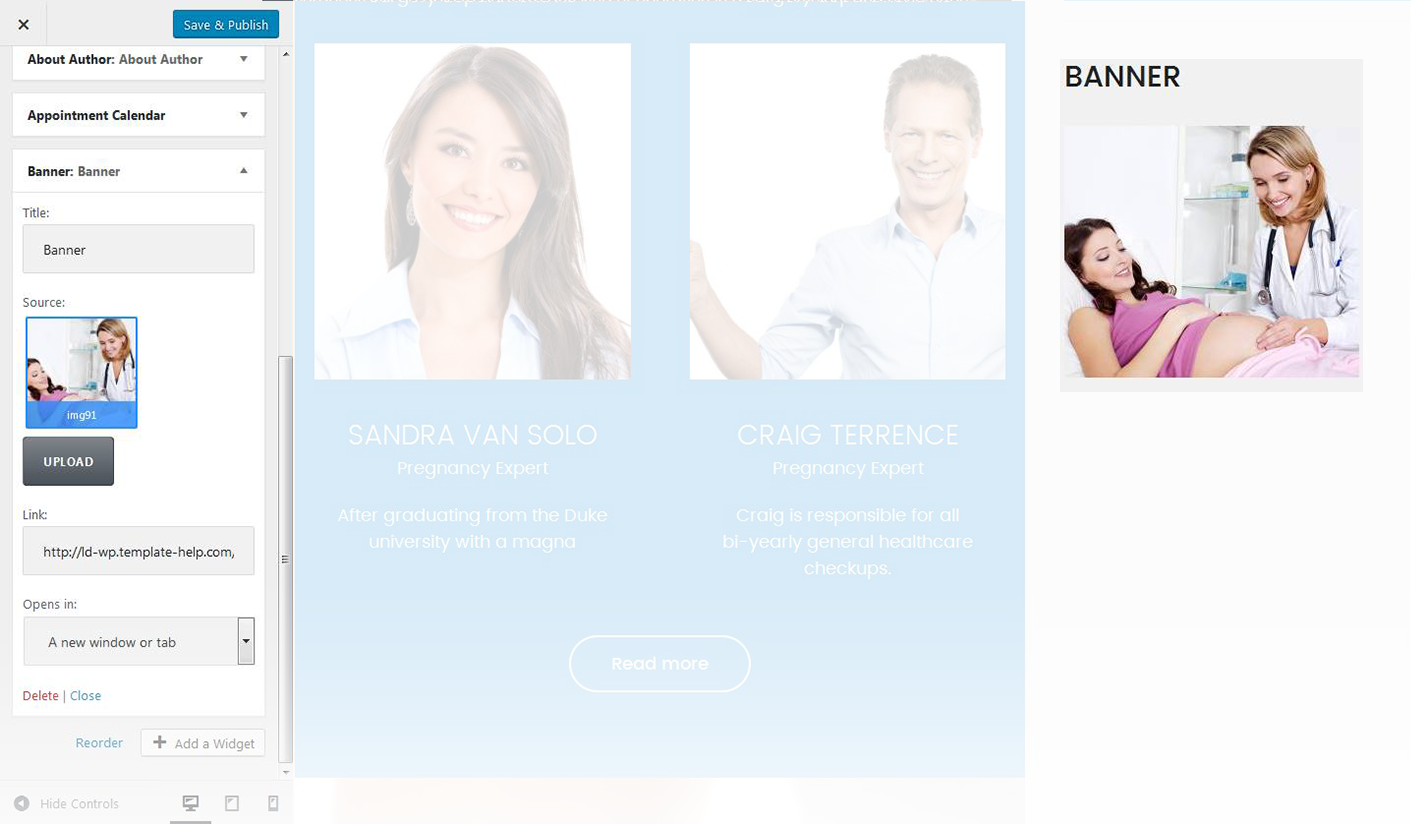 Save & Publish
About Author: About Author
Appointment Calendar
Banner: Banner
Title:
Banner
Source:
img91
UPLOAD
Link:
http://ld-wp.template-help.com/
Opens in:
A new window or tab
Delete | Close
Reorder
Add a Widget
Hide Controls
SANDRA VAN SOLO
Pregnancy Expert
After graduating from the Duke
university with a magna
CRAIG TERRENCE
Pregnancy Expert
Craig is responsible for all
bi-yearly general healthcare
checkups.
Read more
BANNER